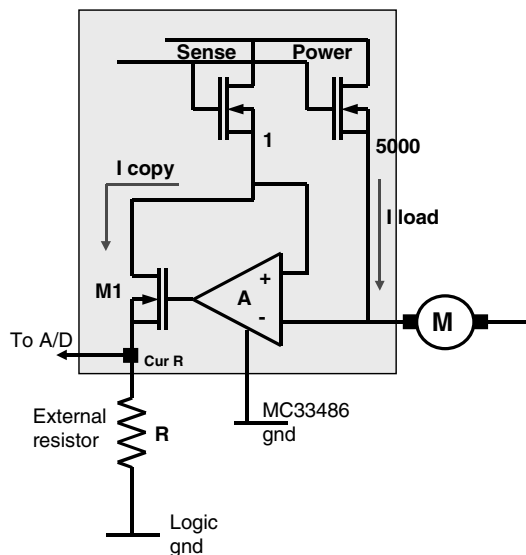 Sense Power
1 5000
I copy
I load
M1
A
+
-
M
To A/D
Cur R
External
resistor
R
MC33486
gnd
Logic
gnd